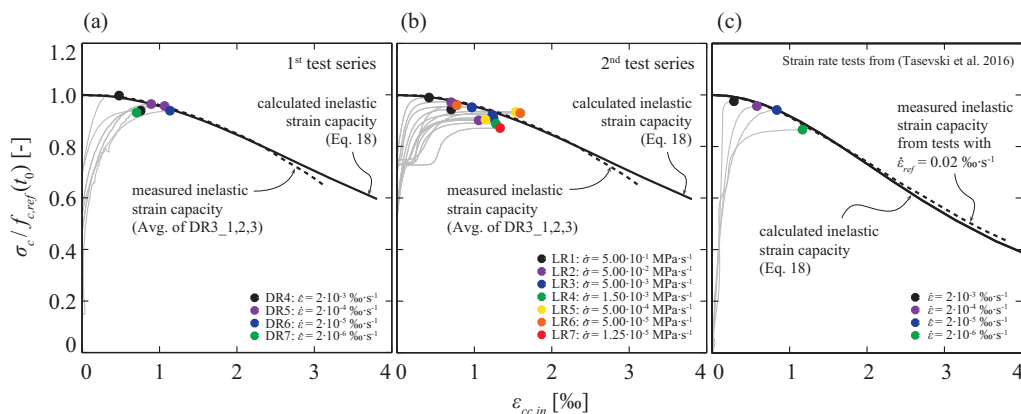 (a)
(b)
(c)
1.2
1.0
0.8
0.6
0.4
0.2
0
σc / fc,ref(t0) [-]
1st test series
calculated inelastic
strain capacity
(Eq. 18)
measured inelastic
strain capacity
(Avg. of DR3_1,2,3)
DR4: ε̇ = 2·10-3 ‰·s-1
DR5: ε̇ = 2·10-4 ‰·s-1
DR6: ε̇ = 2·10-5 ‰·s-1
DR7: ε̇ = 2·10-6 ‰·s-1
0 1 2 3 4
2nd test series
calculated inelastic
strain capacity
(Eq. 18)
measured inelastic
strain capacity
(Avg. of DR3_1,2,3)
LR1: σ̇ = 5.00·10-1 MPa·s-1
LR2: σ̇ = 5.00·10-2 MPa·s-1
LR3: σ̇ = 5.00·10-3 MPa·s-1
LR4: σ̇ = 1.50·10-3 MPa·s-1
LR5: σ̇ = 5.00·10-4 MPa·s-1
LR6: σ̇ = 5.00·10-5 MPa·s-1
LR7: σ̇ = 1.25·10-5 MPa·s-1
0 1 2 3 4
εcc,in [‰]
Strain rate tests from (Tasevski et al. 2016)
measured inelastic
strain capacity
from tests with
ε̇ref = 0.02 ‰·s-1
calculated inelastic
strain capacity
(Eq. 18)
ε̇ = 2·10-3 ‰·s-1
ε̇ = 2·10-4 ‰·s-1
ε̇ = 2·10-5 ‰·s-1
ε̇ = 2·10-6 ‰·s-1
0 1 2 3 4